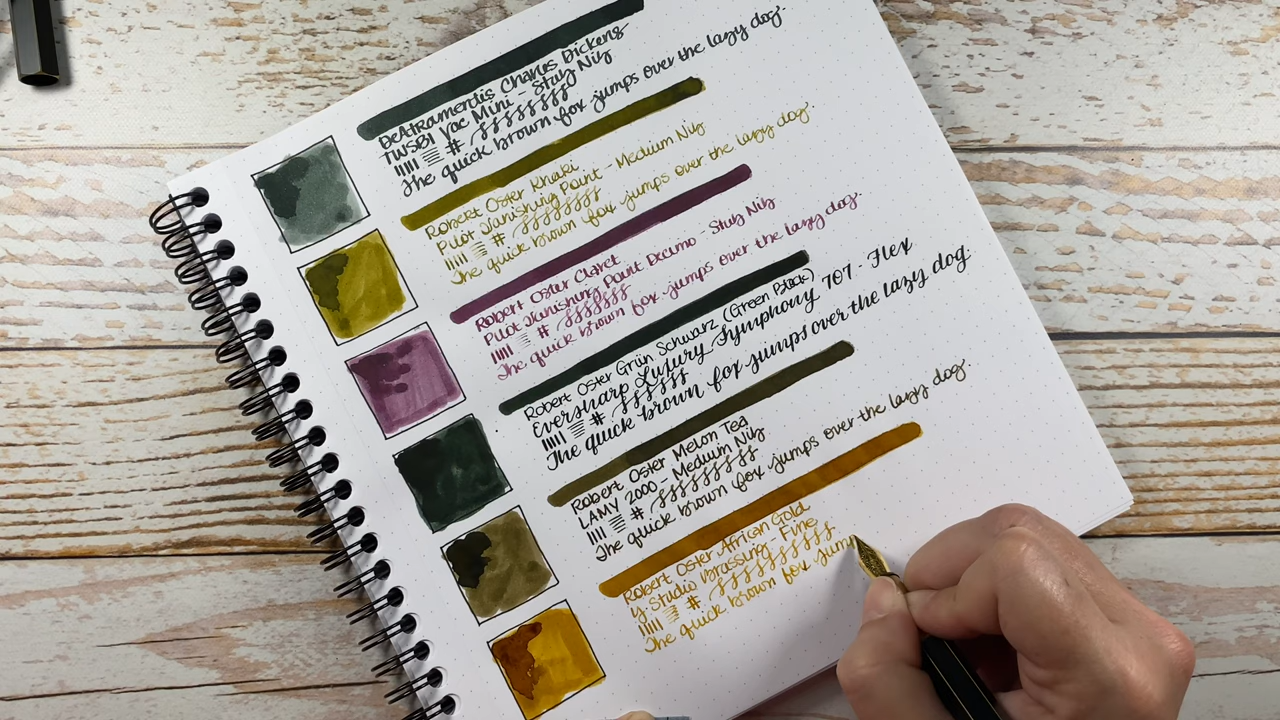 DeAtramentis Charles Dickens
TWSBI Vac Mini - Stub Nib
#
The quick brown fox jumps over the lazy dog.
Robert Oster Khaki
Pilot Vanishing Point - Medium Nib
#
The quick brown fox jumps over the lazy dog.
Robert Oster Claret
Pilot Vanishing Point Decimo - Stub Nib
#
The quick brown fox jumps over the lazy dog.
Robert Oster Grün Schwarz (Green Black)
Eversharp Luxury Symphony 707 - Flex
#
The quick brown fox jumps over the lazy dog.
Robert Oster Melon Tea
LAMY 2000 - Medium Nib
#
The quick brown fox jumps over the lazy dog.
Robert Oster African Gold
Y Studio Brassing - Fine
#
The quick brown fox jump